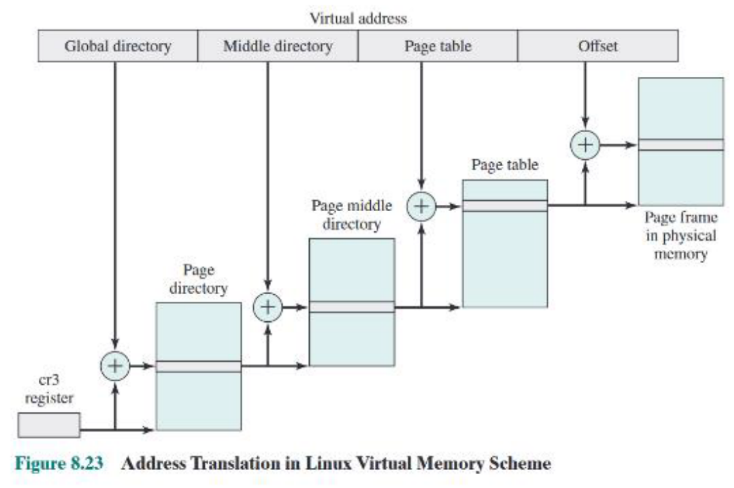 Virtual address
Global directory
Middle directory
Page table
Offset
+
Page table
Page middle
directory
+
Page frame
in physical
memory
Page
directory
+
+
cr3
register
Figure 8.23 Address Translation in Linux Virtual Memory Scheme